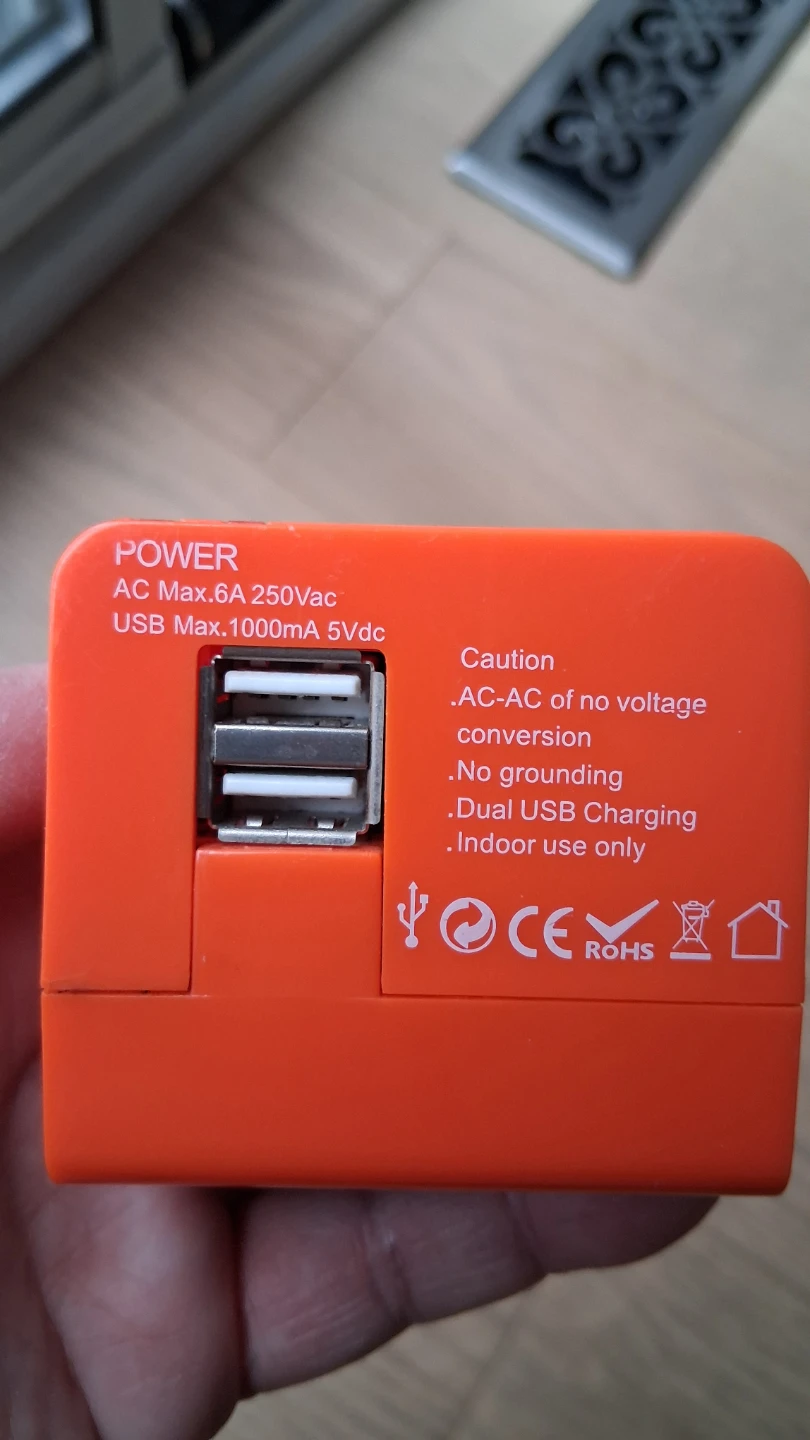 POWER
AC Max.6A 250Vac
USB Max.1000mA 5Vdc
Caution
.AC-AC of no voltage
conversion
.No grounding
.Dual USB Charging
.Indoor use only
CE
RoHS